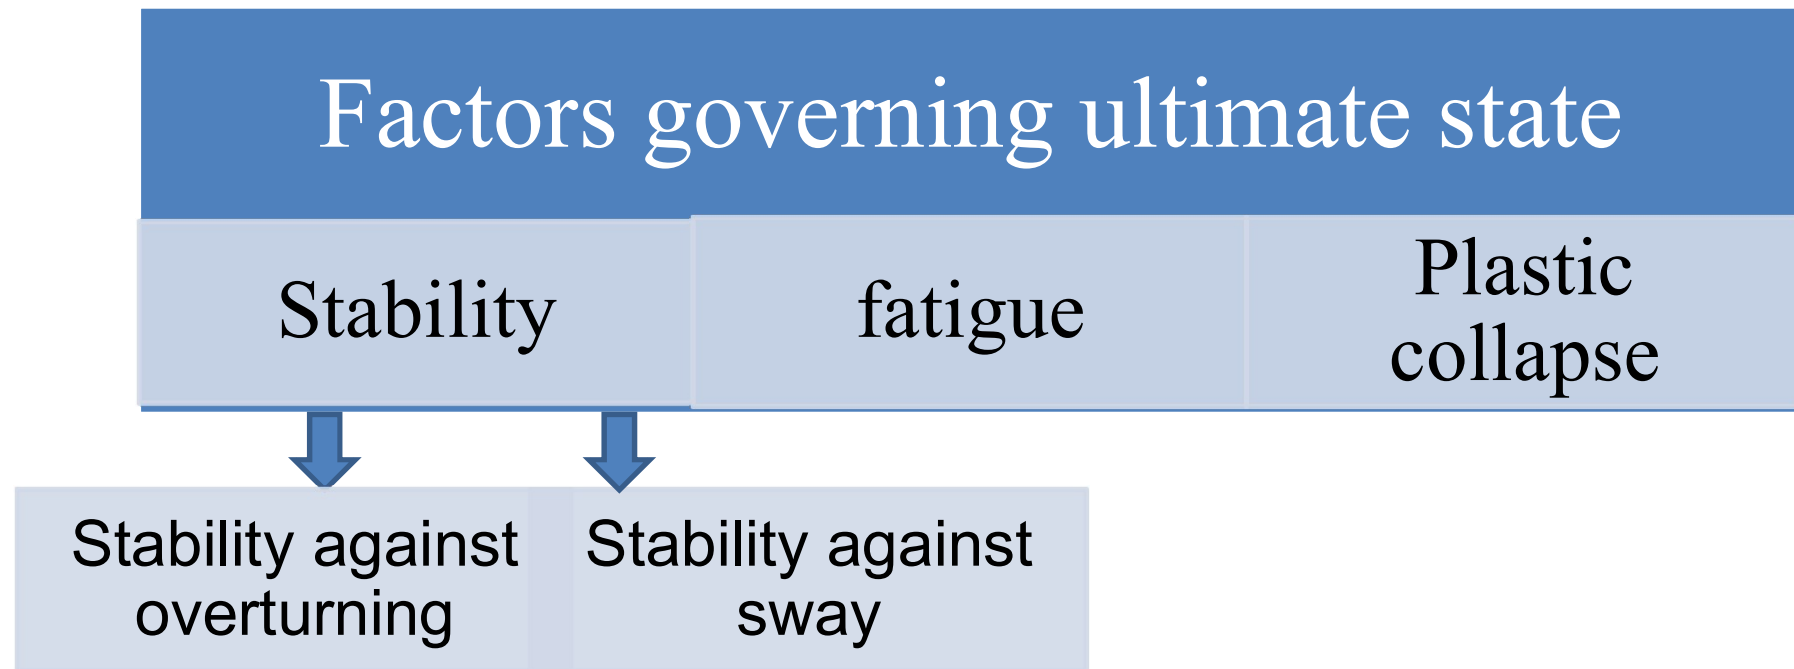 Factors governing ultimate state
Stability
fatigue
Plastic
collapse
Stability against
overturning
Stability against
sway